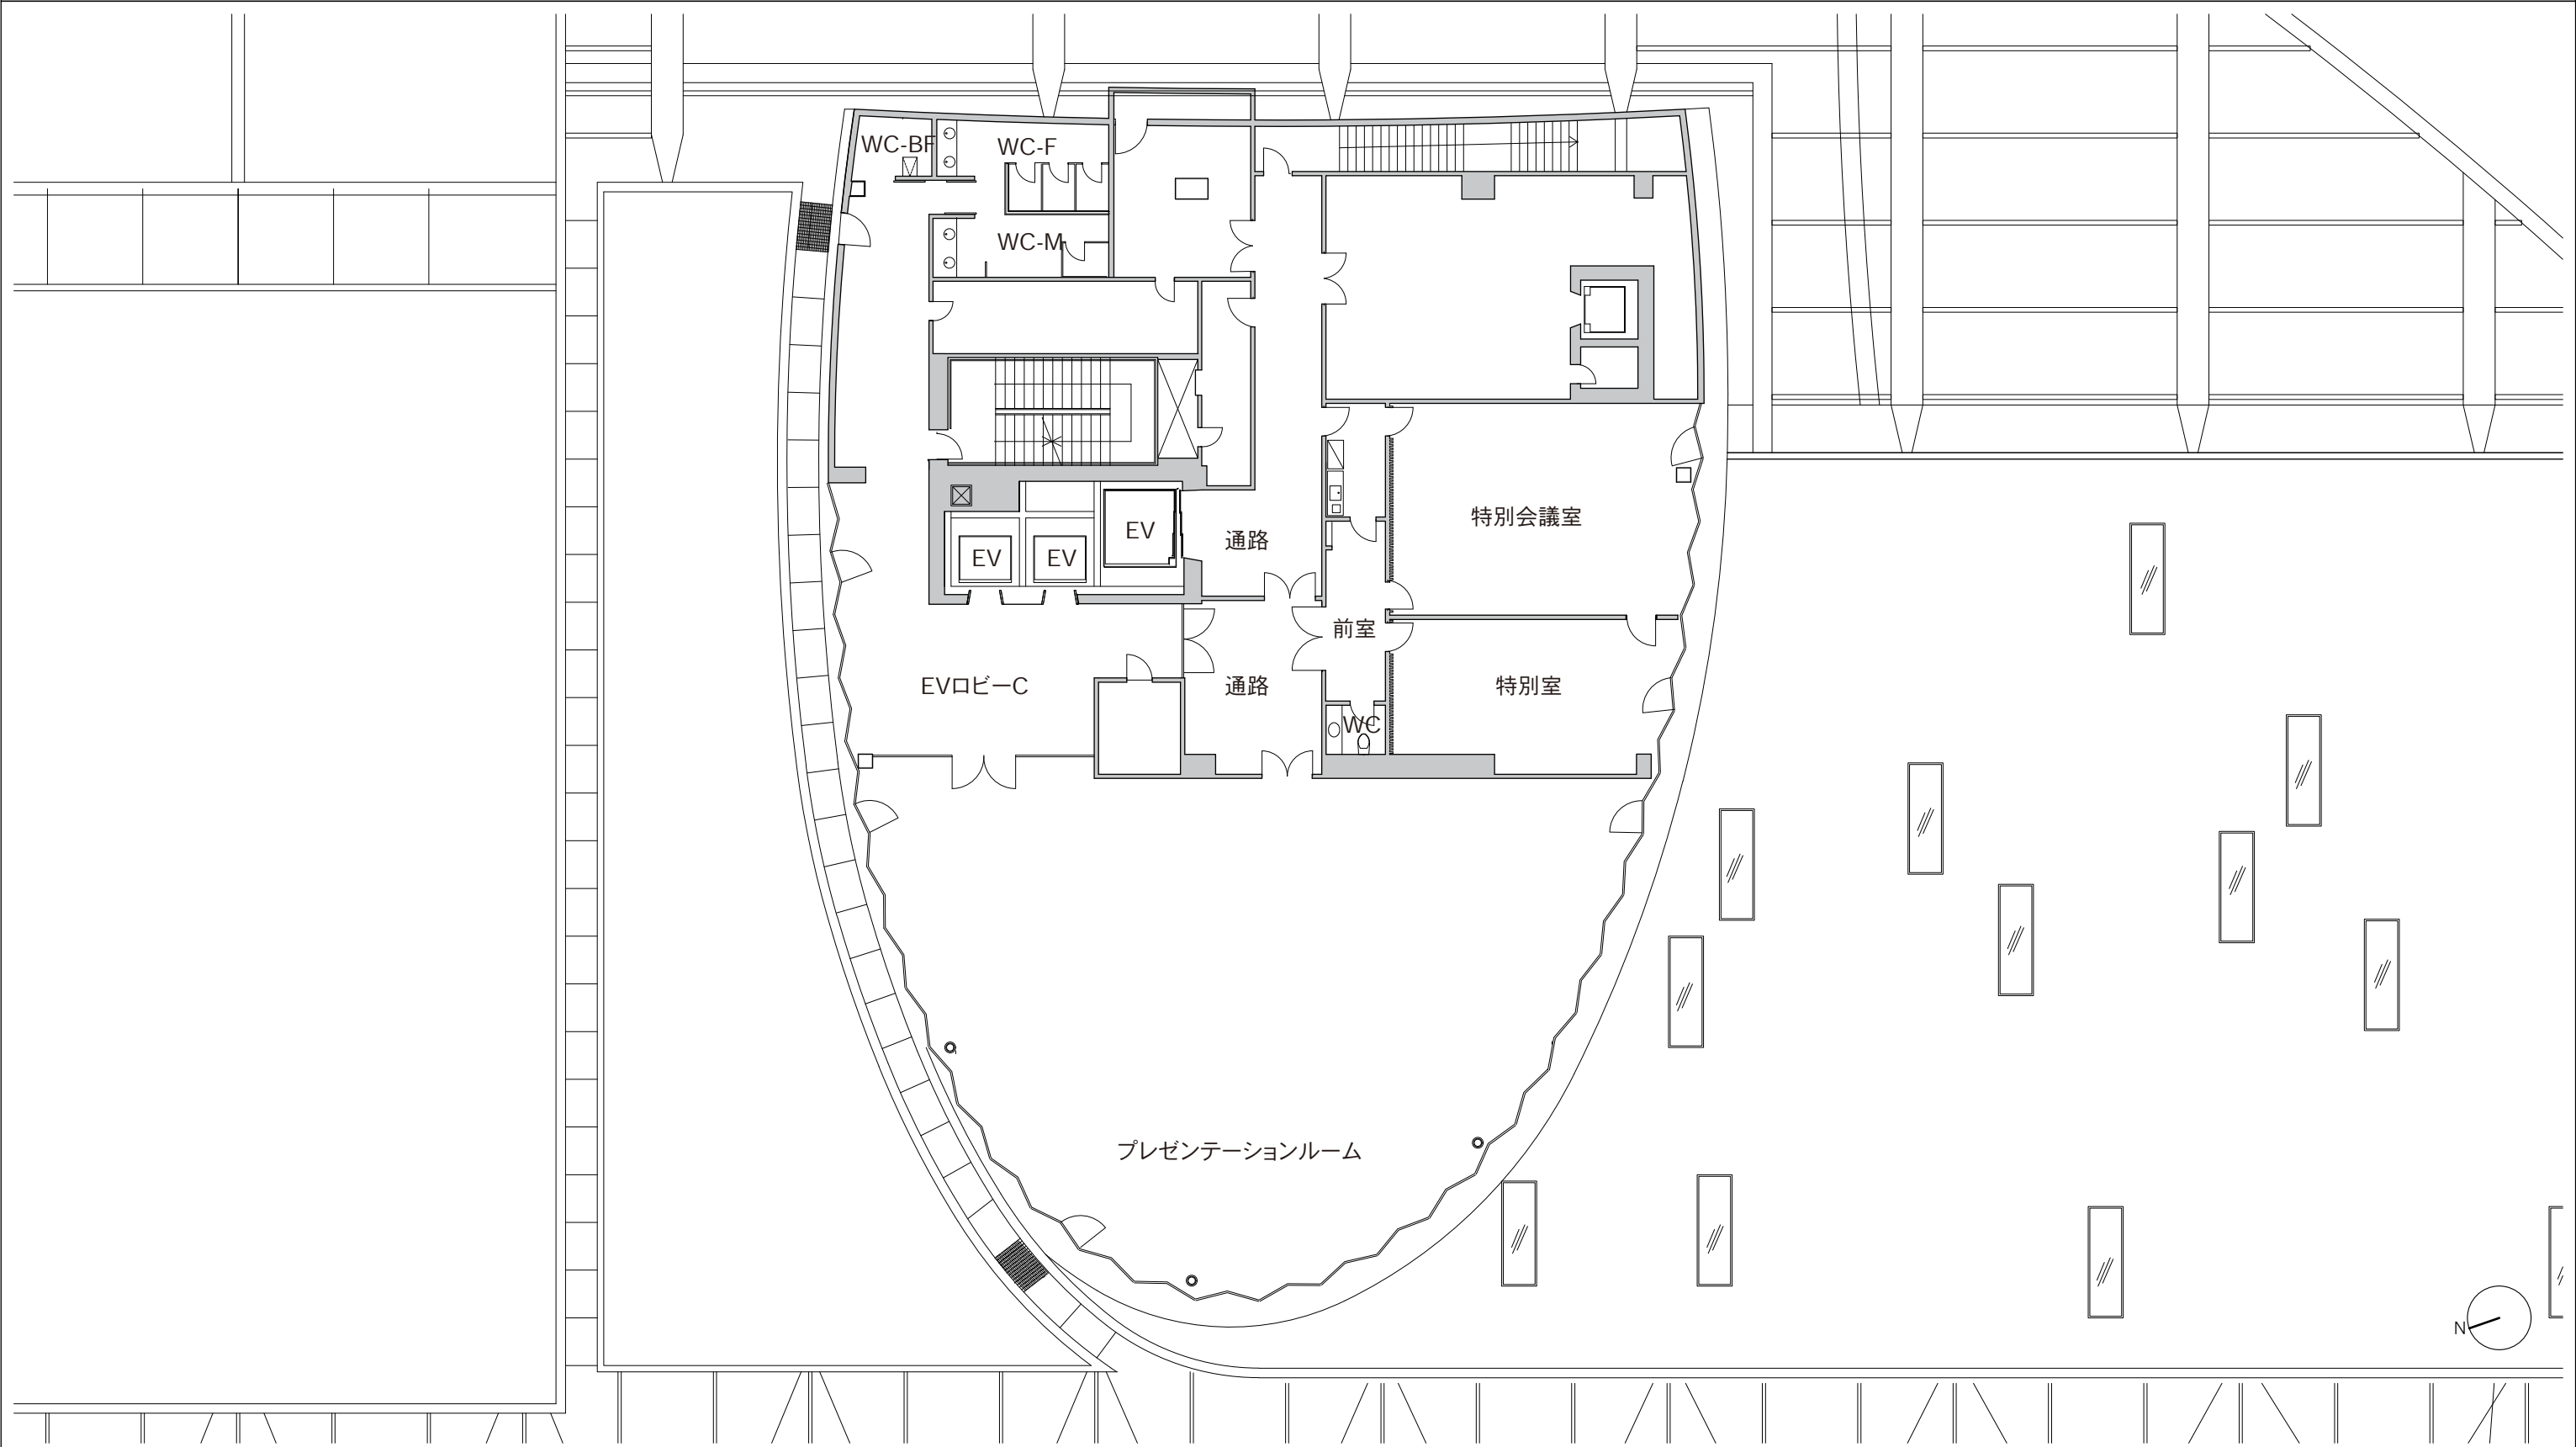 WC-BF
WC-F
WC-M
EV
EV
EV
通路
特別会議室
前室
EVロビーC
通路
特別室
WC
プレゼンテーションルーム
N